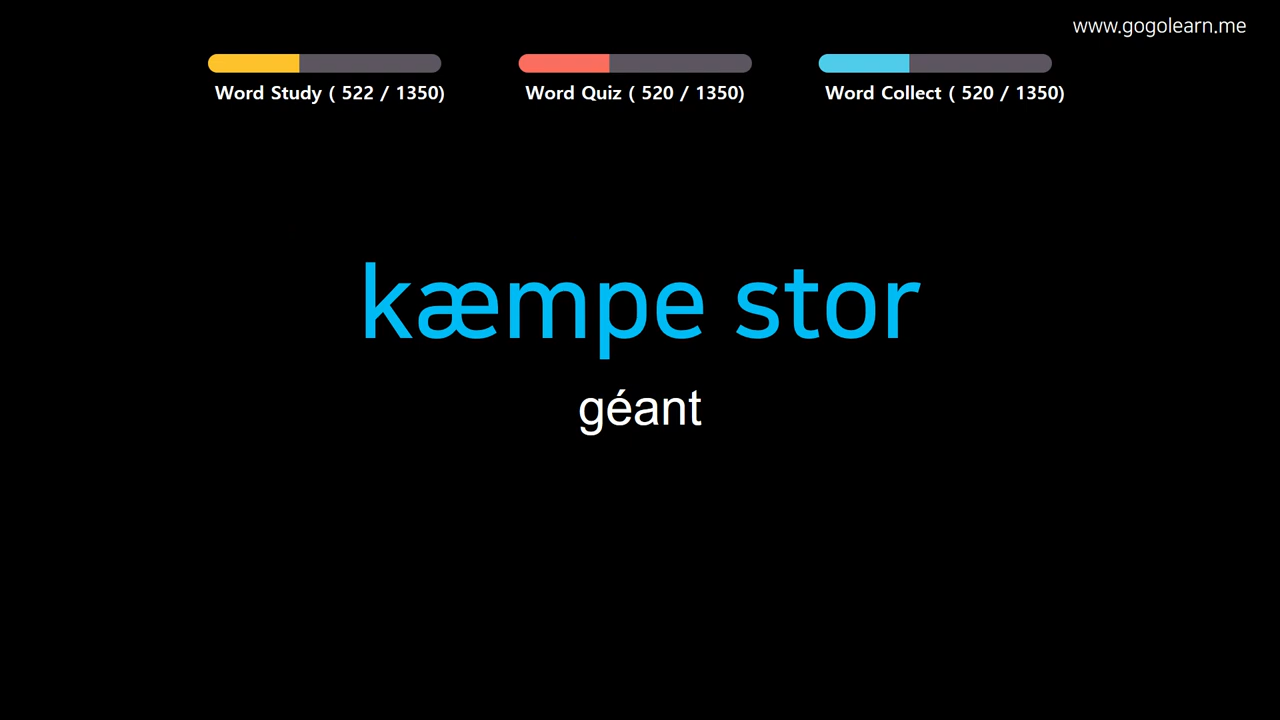 www.gogolearn.me
Word Study ( 522 / 1350)
Word Quiz ( 520 / 1350)
Word Collect ( 520 / 1350)
kæmpe stor
géant